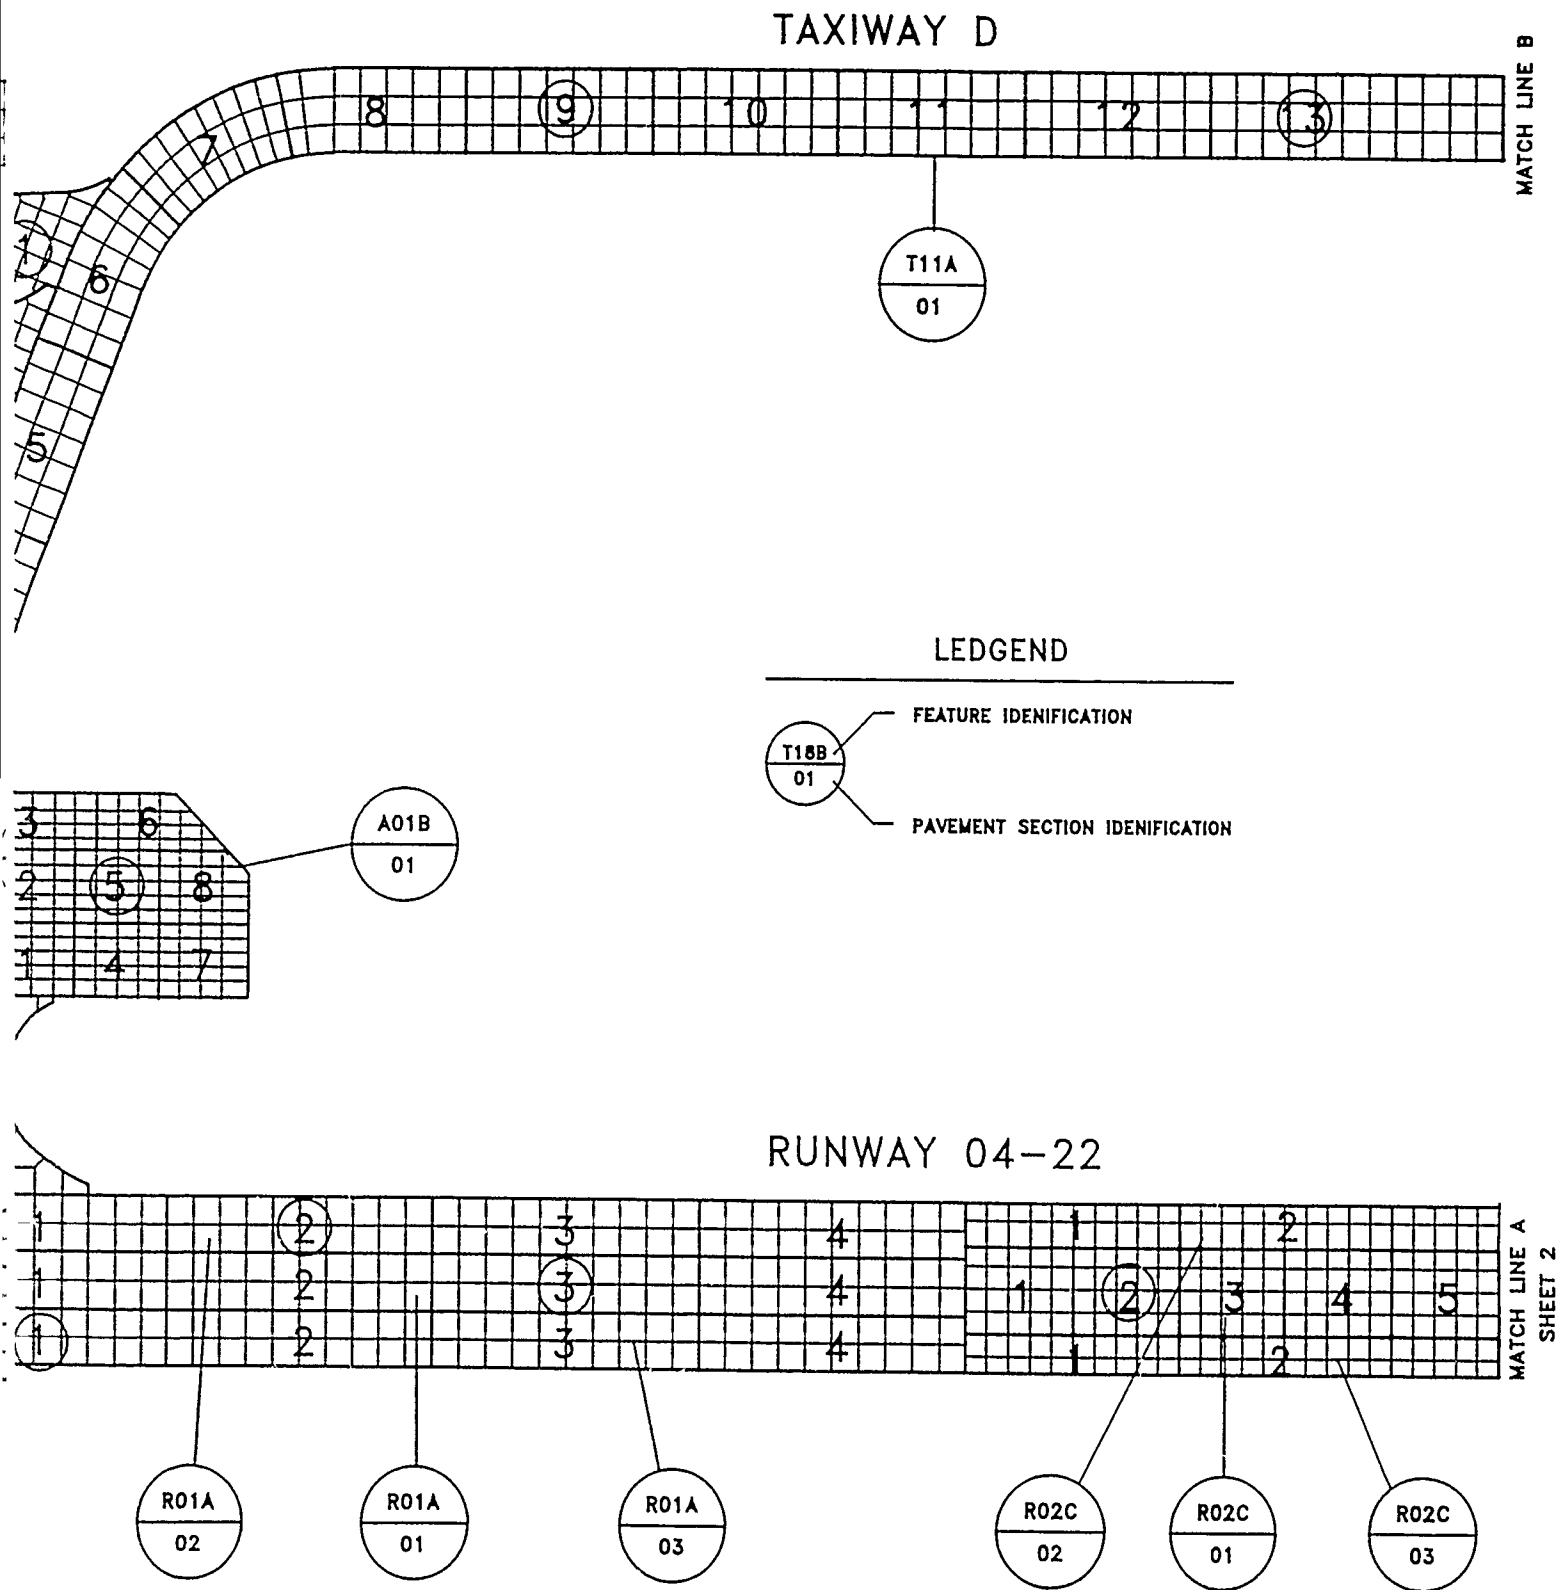 TAXIWAY D
MATCH LINE B
8 9 10 11 12 13
7
1
6
5
T11A
01
LEDGEND
FEATURE IDENIFICATION
T18B
01
PAVEMENT SECTION IDENIFICATION
3 6
A01B
01
2 5 8
1 4 7
RUNWAY 04-22
1 2 3 4 1 2
1 2 3 4 1 2 3 4 5
1 2 3 4 1 2
MATCH LINE A
SHEET 2
R01A
02
R01A
01
R01A
03
R02C
02
R02C
01
R02C
03